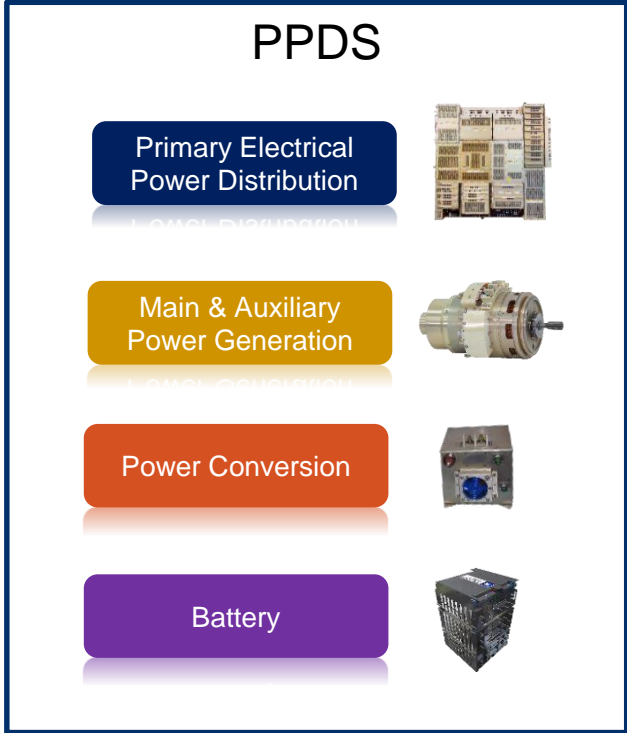 PPDS
Primary Electrical
Power Distribution
Main & Auxiliary
Power Generation
Power Conversion
Battery